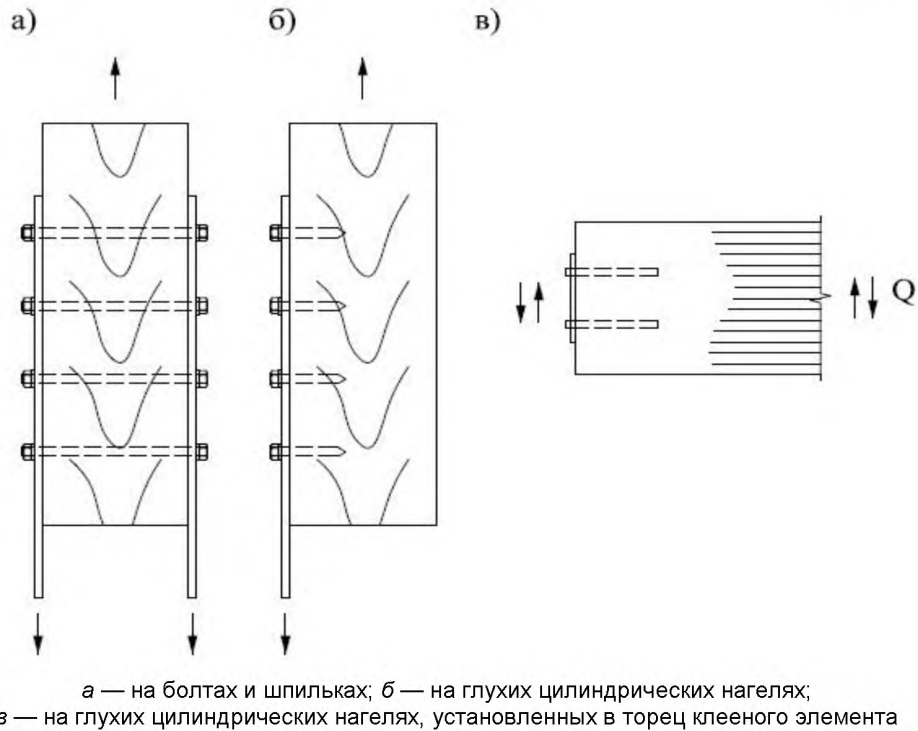 а)
б)
в)
Q
а — на болтах и шпильках; б — на глухих цилиндрических нагелях;
в — на глухих цилиндрических нагелях, установленных в торец клееного элемента